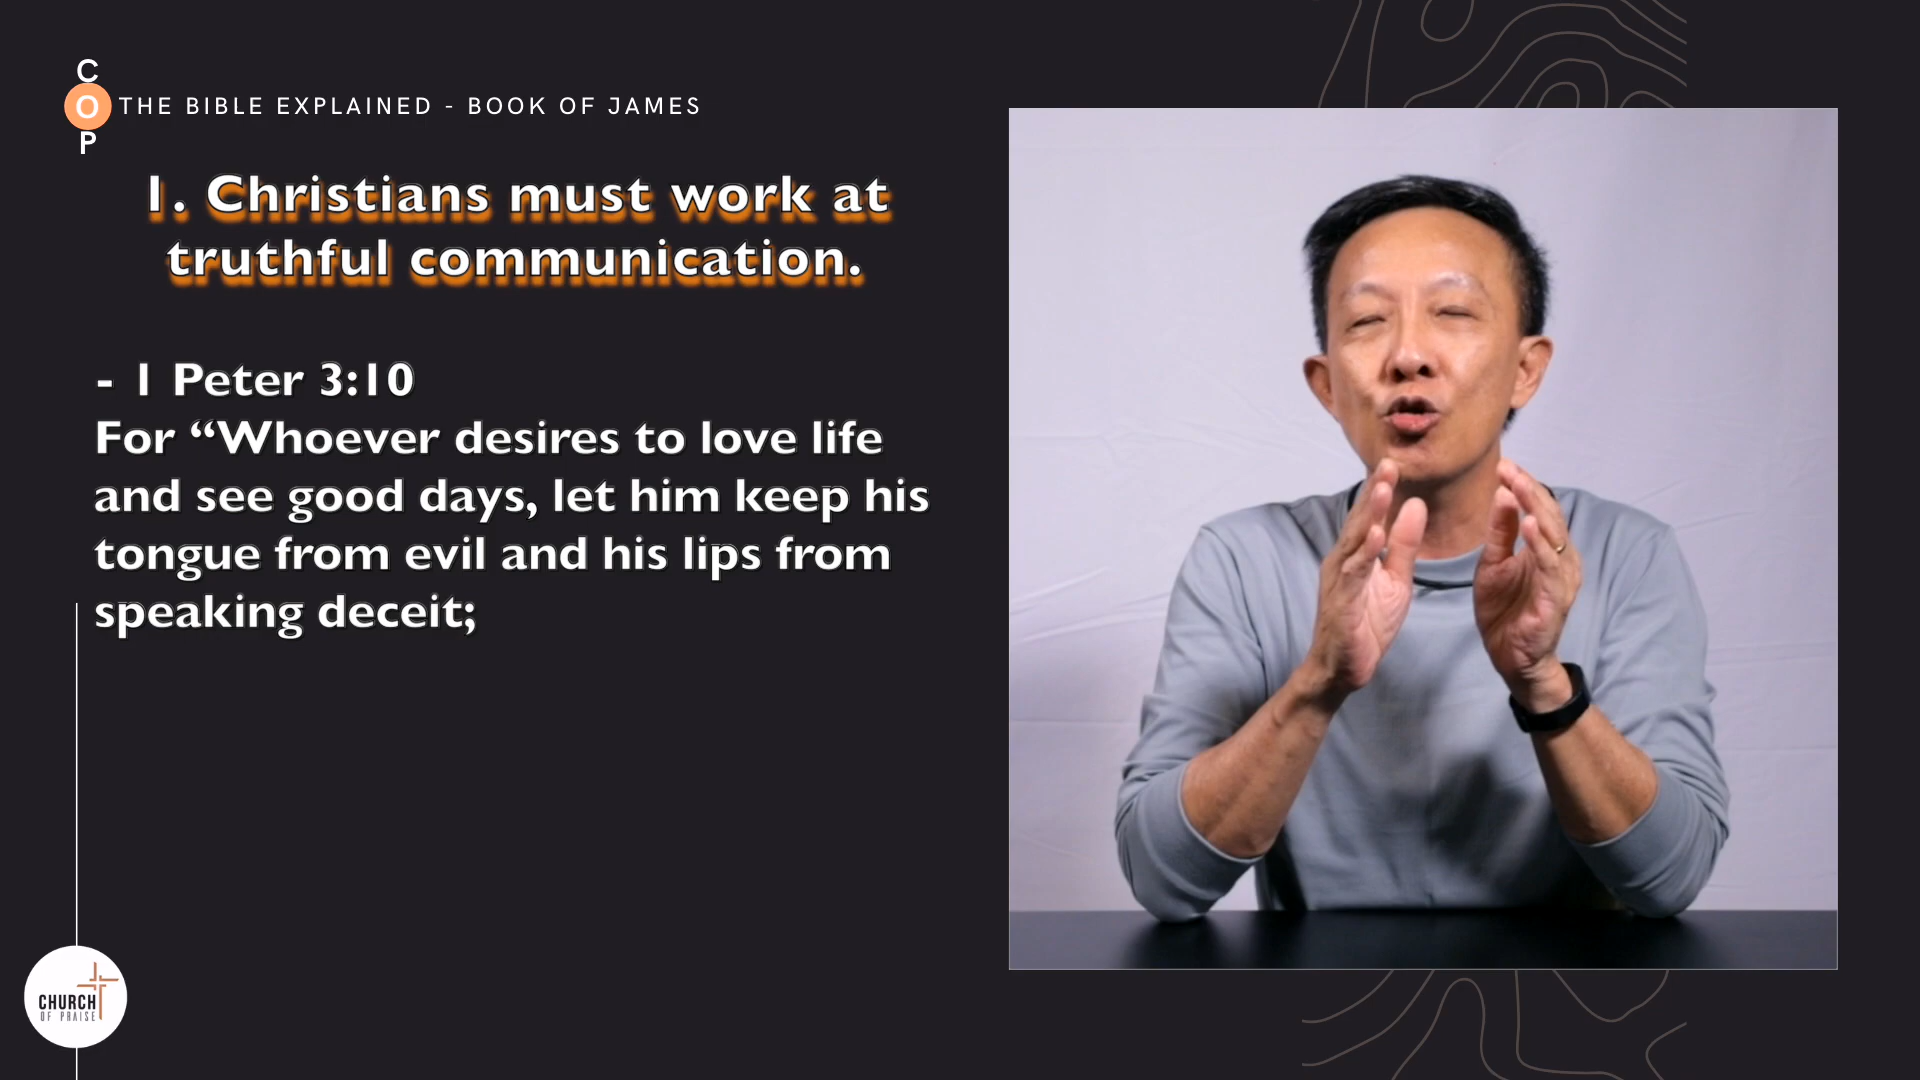 C
O
P
THE BIBLE EXPLAINED - BOOK OF JAMES
1. Christians must work at
truthful communication.
- 1 Peter 3:10
For “Whoever desires to love life
and see good days, let him keep his
tongue from evil and his lips from
speaking deceit;
CHURCH
OF PRAISE